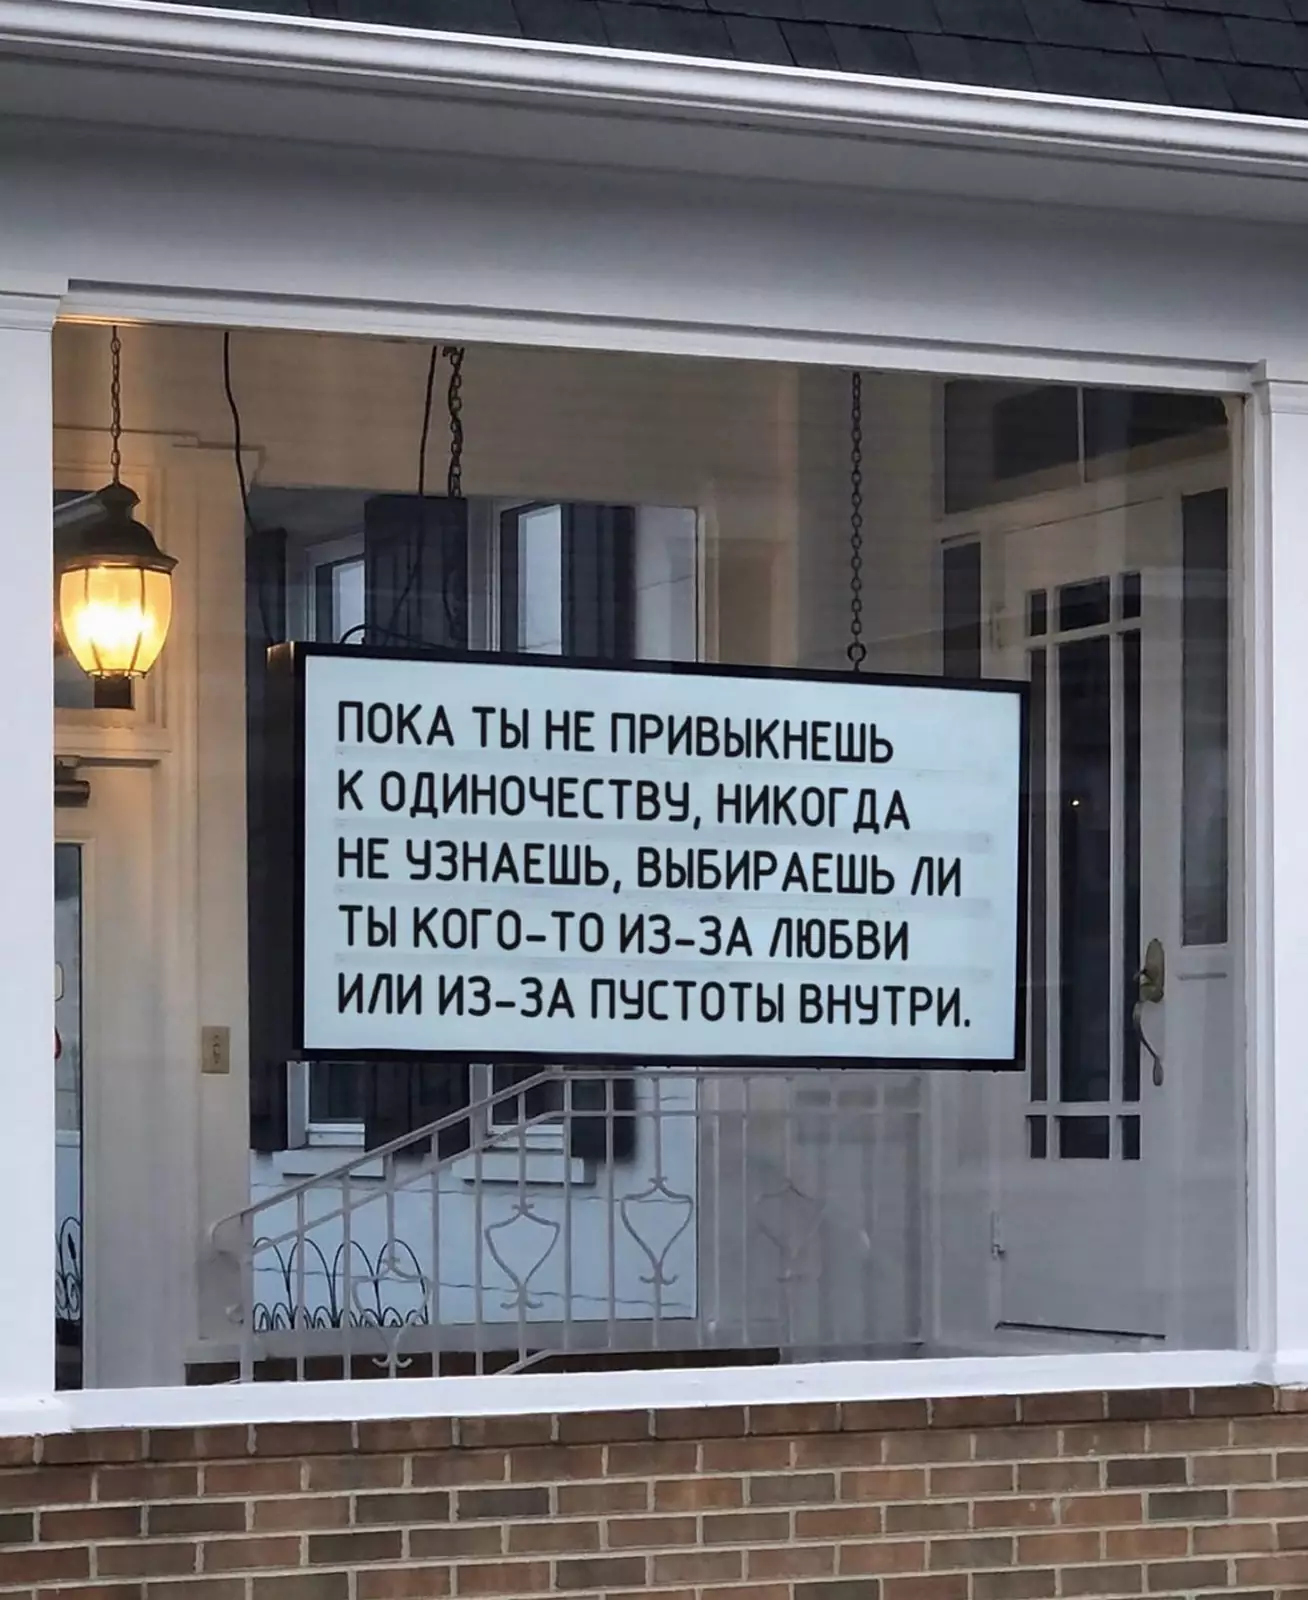 ПОКА ТЫ НЕ ПРИВЫКНЕШЬ
К ОДИНОЧЕСТВУ, НИКОГДА
НЕ УЗНАЕШЬ, ВЫБИРАЕШЬ ЛИ
ТЫ КОГО-ТО ИЗ-ЗА ЛЮБВИ
ИЛИ ИЗ-ЗА ПУСТОТЫ ВНУТРИ.